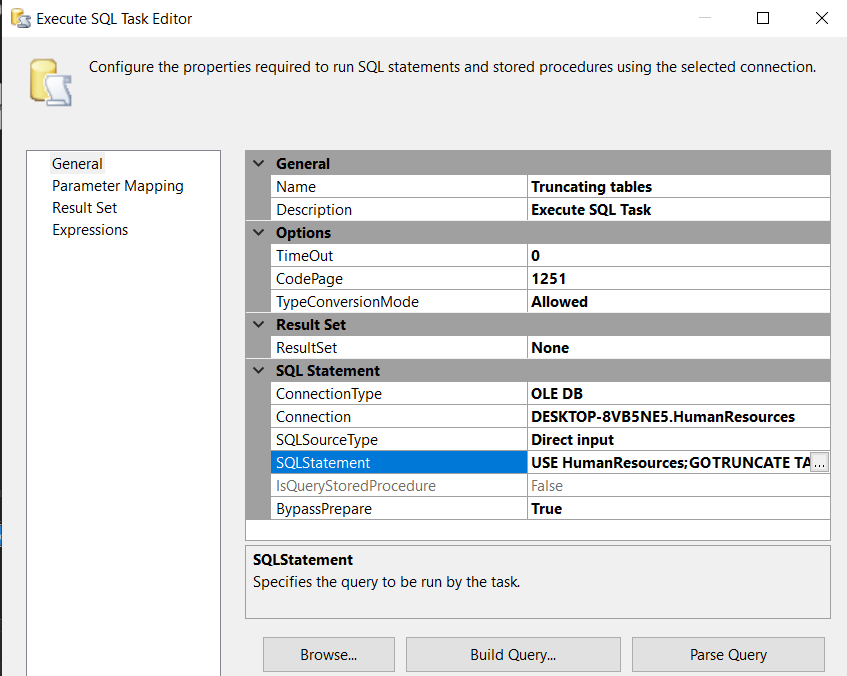 Execute SQL Task Editor
Configure the properties required to run SQL statements and stored procedures using the selected connection.
General
Parameter Mapping
Result Set
Expressions
General
Name Truncating tables
Description Execute SQL Task
Options
TimeOut 0
CodePage 1251
TypeConversionMode Allowed
Result Set
ResultSet None
SQL Statement
ConnectionType OLE DB
Connection DESKTOP-8VB5NE5.HumanResources
SQLSourceType Direct input
SQLStatement USE HumanResources;GOTRUNCATE TA ...
IsQueryStoredProcedure False
BypassPrepare True
SQLStatement
Specifies the query to be run by the task.
Browse... Build Query... Parse Query